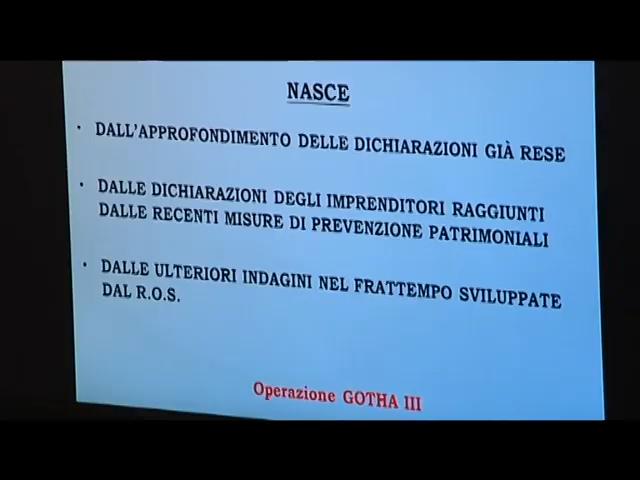 NASCE
· DALL'APPROFONDIMENTO DELLE DICHIARAZIONI GIÀ RESE
· DALLE DICHIARAZIONI DEGLI IMPRENDITORI RAGGIUNTI
DALLE RECENTI MISURE DI PREVENZIONE PATRIMONIALI
· DALLE ULTERIORI INDAGINI NEL FRATTEMPO SVILUPPATE
DAL R.O.S.
Operazione GOTHA III